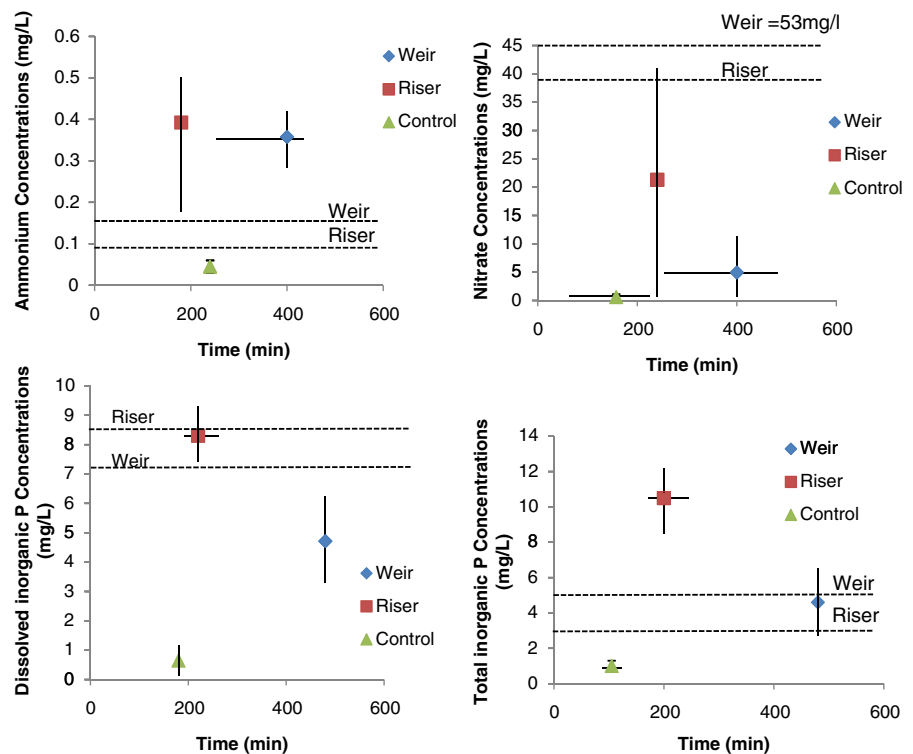 Ammonium Concentrations (mg/L)
0.6
0.5
0.4
0.3
0.2
0.1
0
Weir
Riser
Control
Weir
Riser
0 200 400 600
Time (min)
Weir =53mg/l
Nitrate Concentrations (mg/L)
45
40
35
30
25
20
15
10
5
0
Riser
Weir
Riser
Control
0 200 400 600
Time (min)
Dissolved inorganic P Concentrations
(mg/L)
10
9
8
7
6
5
4
3
2
1
0
Riser
Weir
Weir
Riser
Control
0 200 400 600
Time (min)
Total inorganic P Concentrations
(mg/L)
14
12
10
8
6
4
2
0
Weir
Riser
Control
Weir
Riser
0 200 400 600
Time (min)